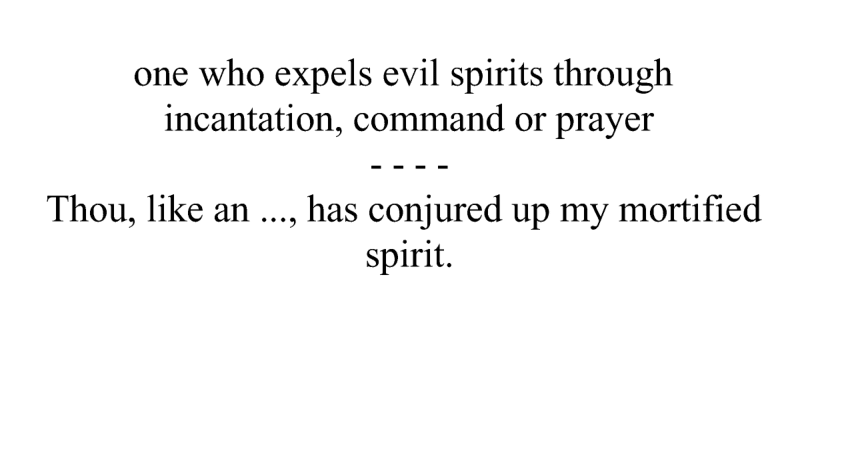 one who expels evil spirits through
incantation, command or prayer
- - - -
Thou, like an ..., has conjured up my mortified
spirit.